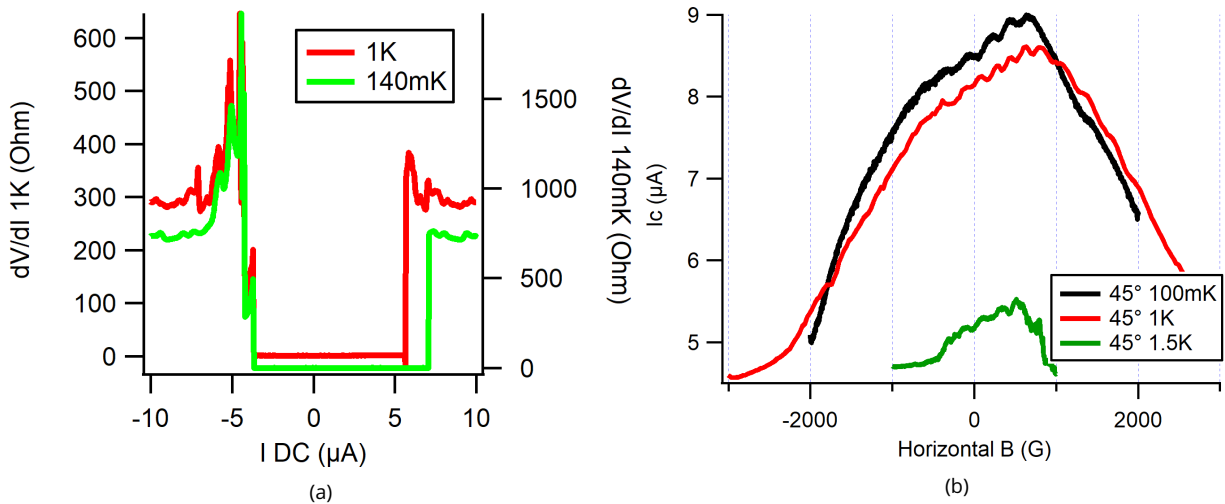 dV/dI 1K (Ohm)
600
500
400
300
200
100
0
1K
140mK
1500
1000
500
0
dV/dI 140mK (Ohm)
-10
-5
0
5
10
I DC (µA)
(a)
Ic (µA)
9
8
7
6
5
45° 100mK
45° 1K
45° 1.5K
-2000
0
2000
Horizontal B (G)
(b)